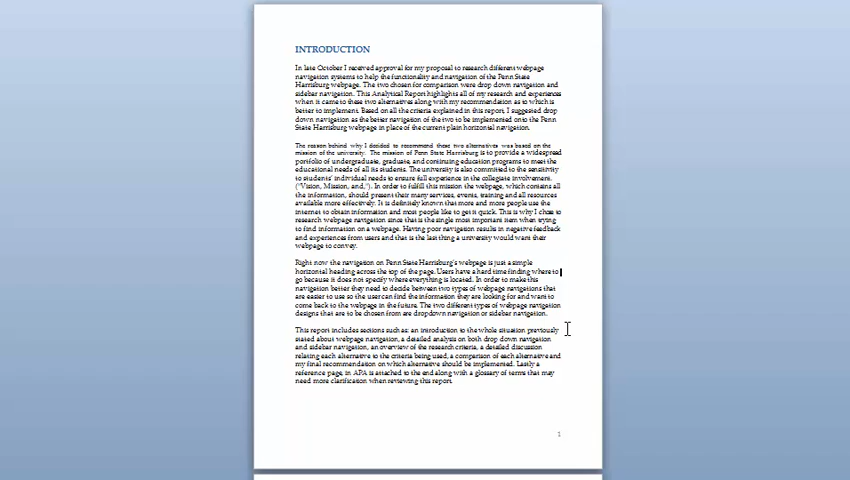 INTRODUCTION
In late October I received approval for my proposal to research different webpage
navigation systems to help the functionality and navigation of the Penn State
Harrisburg webpage. The two chosen for comparison were drop down navigation and
sidebar navigation. This Analytical Report highlights all of my research and experiences
when it came to these two alternatives along with my recommendation as to which is
better to implement. Based on all the criteria explained in this report, I suggested drop
down navigation as the better navigation of the two to be implemented onto the Penn
State Harrisburg webpage in place of the current plain horizontal navigation.
The reason behind why I decided to recommend these two alternatives was based on the
mission of the university. The mission of Penn State Harrisburg is to provide a widespread
portfolio of undergraduate, graduate, and continuing education programs to meet the
educational needs of all its students. The university is also committed to the sensitivity
to students' individual needs to ensure full experience in the collegiate involvement.
("Vision, Mission, and,"). In order to fulfill this mission the webpage, which contains all
the information, should present their many services, events, training and all resources
available more effectively. It is definitely known that more and more people use the
internet to obtain information and most people like to get it quick. This is why I chose to
research webpage navigation since that is the single most important item when trying
to find information on a webpage. Having poor navigation results in negative feedback
and experiences from users and that is the last thing a university would want their
webpage to convey.
Right now the navigation on Penn State Harrisburg's webpage is just a simple
horizontal heading across the top of the page. Users have a hard time finding where to
go because it does not specify where everything is located. In order to make this
navigation better they need to decide between two types of webpage navigations that
are easier to use so the user can find the information they are looking for and want to
come back to the webpage in the future. The two different types of webpage navigation
designs that are to be chosen from are dropdown navigation or sidebar navigation.
This report includes sections such as: an introduction to the whole situation previously
stated about webpage navigation, a detailed analysis on both drop down navigation
and sidebar navigation, an overview of the research criteria, a detailed discussion
relating each alternative to the criteria being used, a comparison of each alternative and
my final recommendation on which alternative should be implemented. Lastly a
reference page, in APA is attached to the end along with a glossary of terms that may
need more clarification when reviewing this report.
1